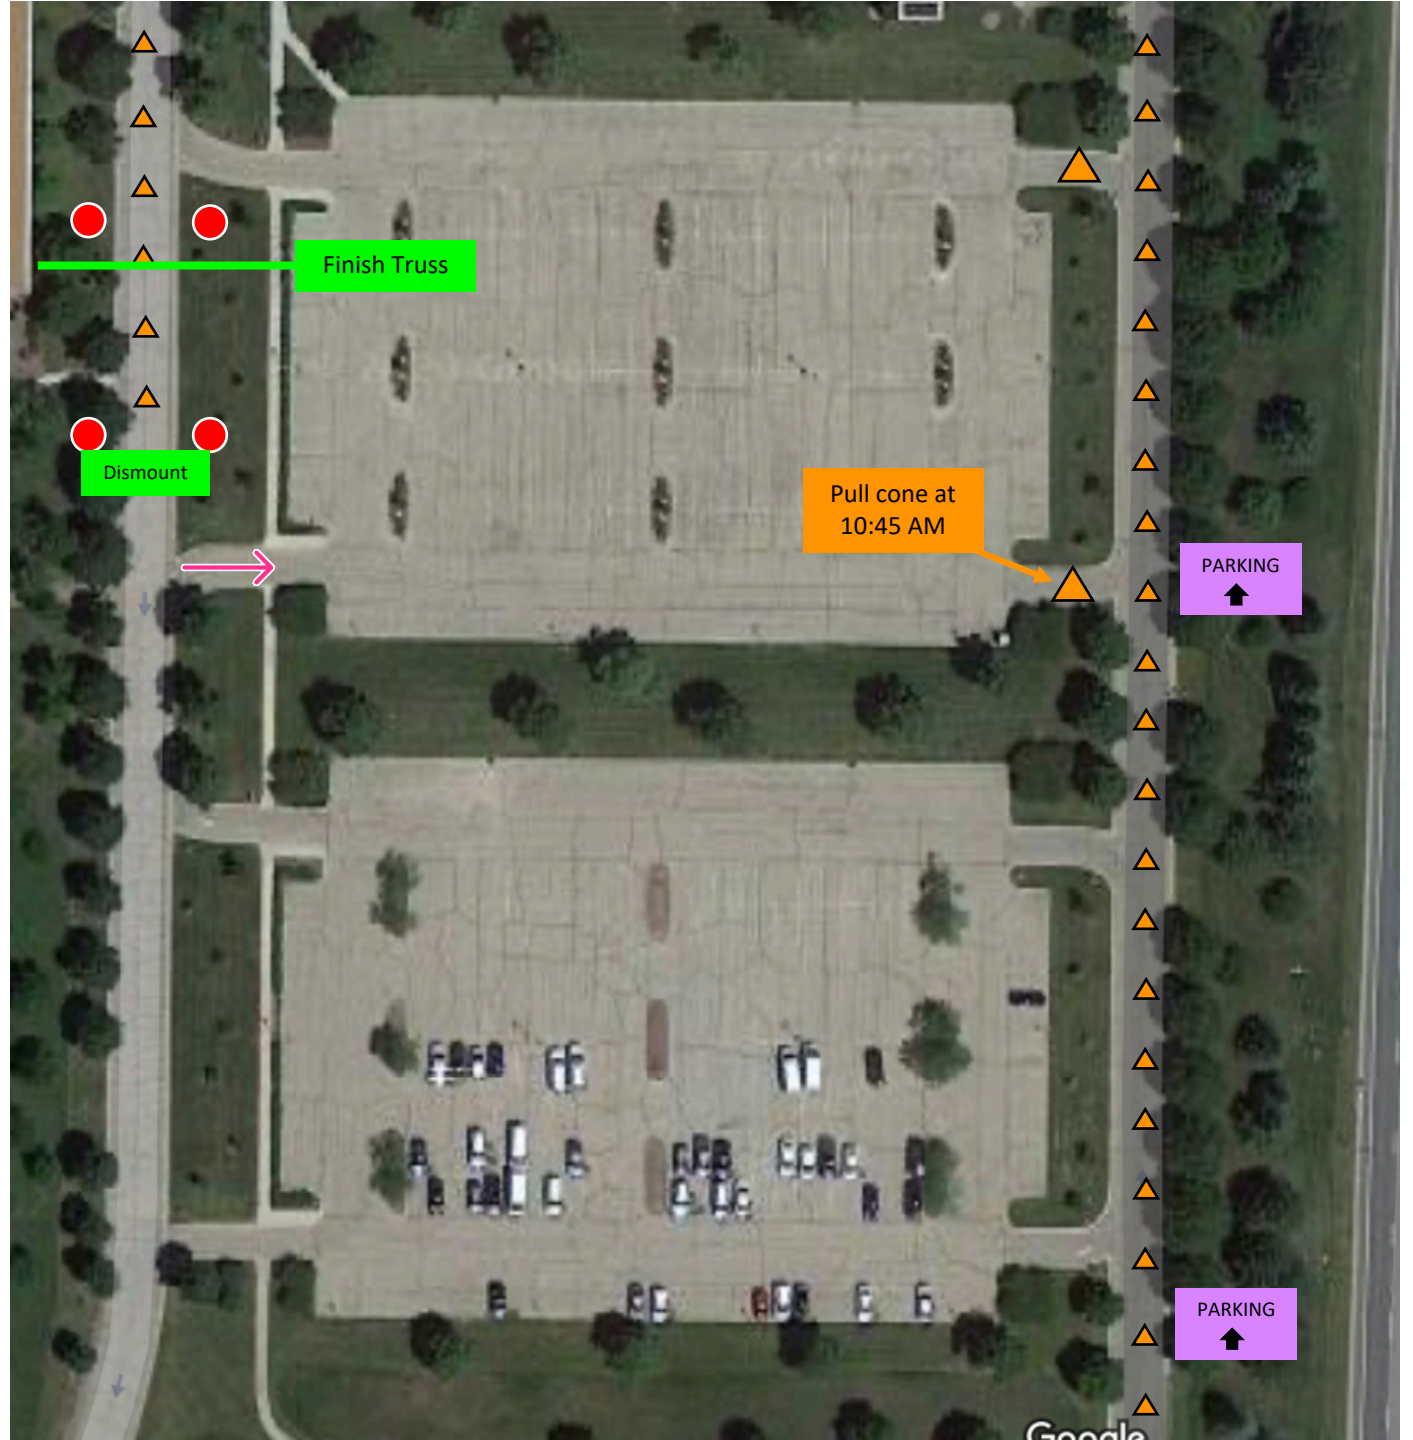 Finish Truss
Dismount
Pull cone at
10:45 AM
PARKING
PARKING
Google